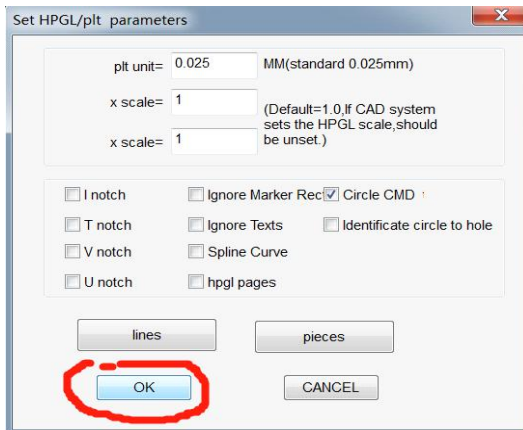 Set HPGL/plt parameters
plt unit= 0.025 MM(standard 0.025mm)
x scale= 1
(Default=1.0,If CAD system
sets the HPGL scale,should
be unset.)
x scale= 1
I notch Ignore Marker Rec Circle CMD
T notch Ignore Texts Identificate circle to hole
V notch Spline Curve
U notch hpgl pages
lines pieces
OK CANCEL